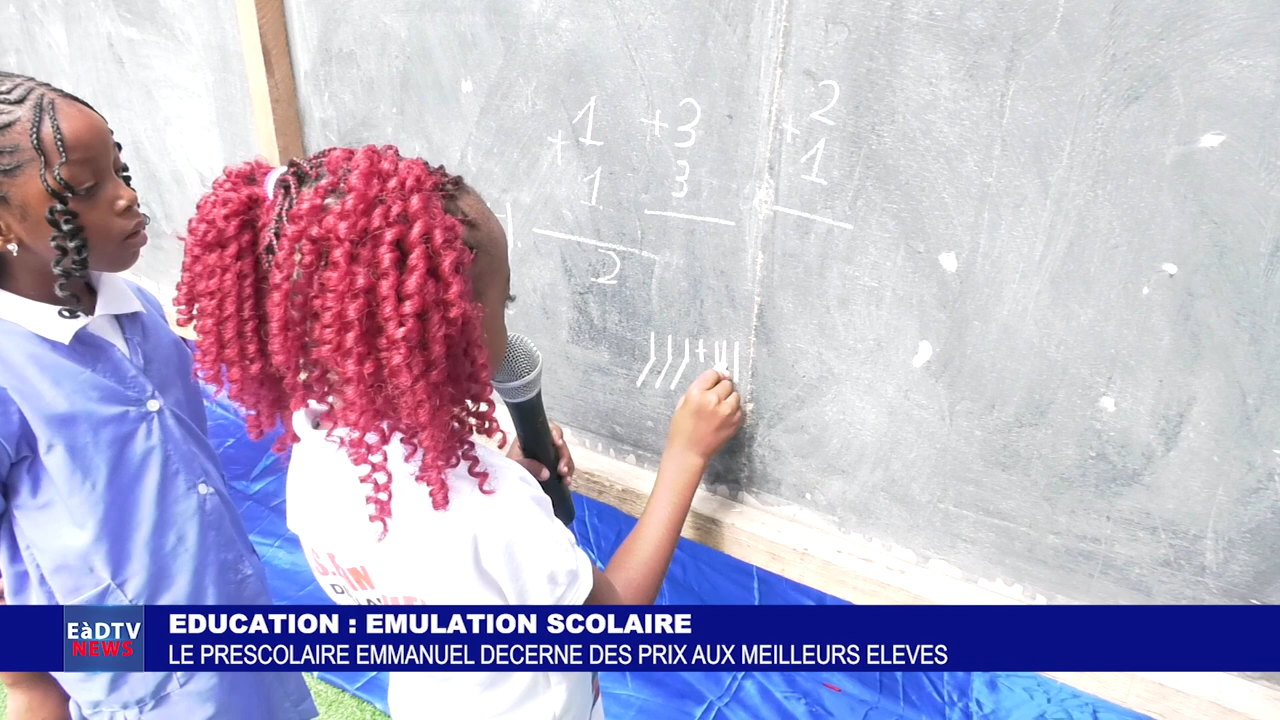 1 +3 2
+ 3 +
1 1
2
///+|||
EàDTV
NEWS
EDUCATION : EMULATION SCOLAIRE
LE PRESCOLAIRE EMMANUEL DECERNE DES PRIX AUX MEILLEURS ELEVES